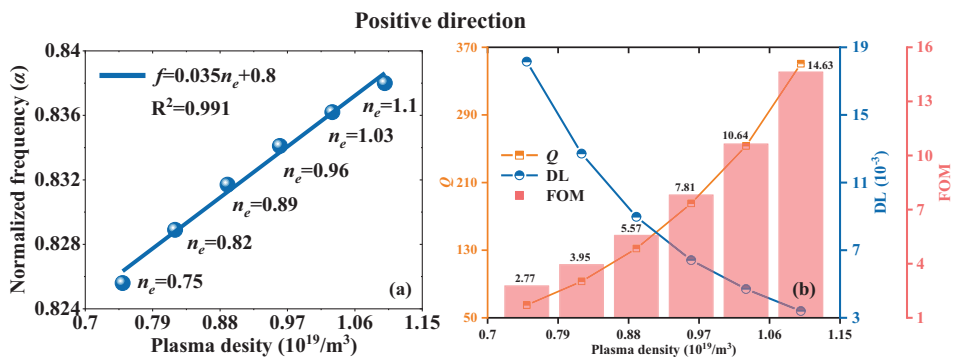 Positive direction
Normalized frequency (α)
0.84
0.836
0.832
0.828
0.824
f=0.035nₑ+0.8
R²=0.991
nₑ=1.1
nₑ=1.03
nₑ=0.96
nₑ=0.89
nₑ=0.82
nₑ=0.75
(a)
0.7 0.79 0.88 0.97 1.06 1.15
Plasma desity (10¹⁹/m³)
Q
370
290
210
130
50
Q
DL
FOM
2.77
3.95
5.57
7.81
10.64
14.63
(b)
0.7 0.79 0.88 0.97 1.06 1.15
Plasma density (10¹⁹/m³)
19
15
11
7
3
DL (10⁻³)
16
13
10
7
4
1
FOM